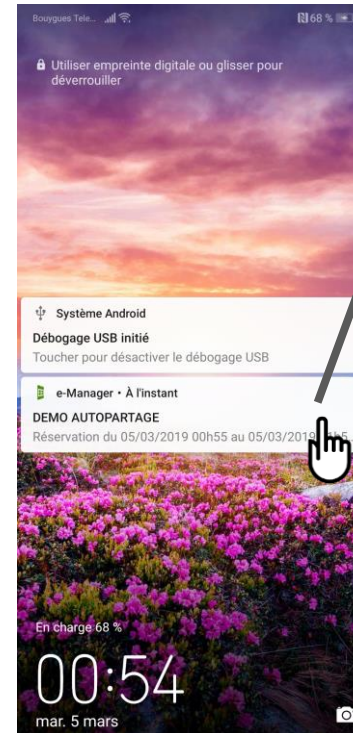 Bouygues Tele... 68 %
Utiliser empreinte digitale ou glisser pour
déverrouiller
Système Android
Débogage USB initié
Toucher pour désactiver le débogage USB
e-Manager • À l'instant
DEMO AUTOPARTAGE
Réservation du 05/03/2019 00h55 au 05/03/2019
En charge 68 %
00:54
mar. 5 mars